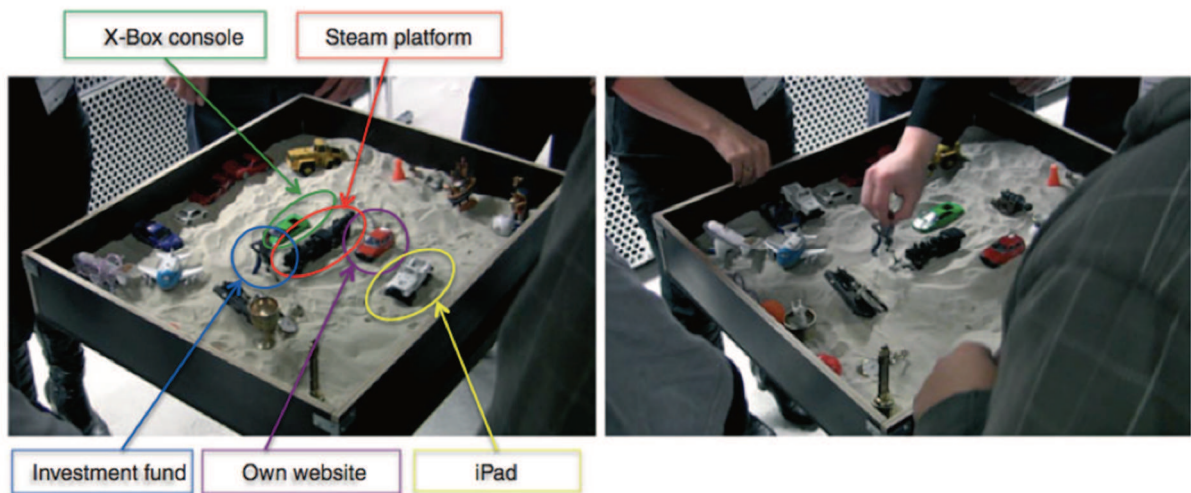 X-Box console
Steam platform
Investment fund
Own website
iPad